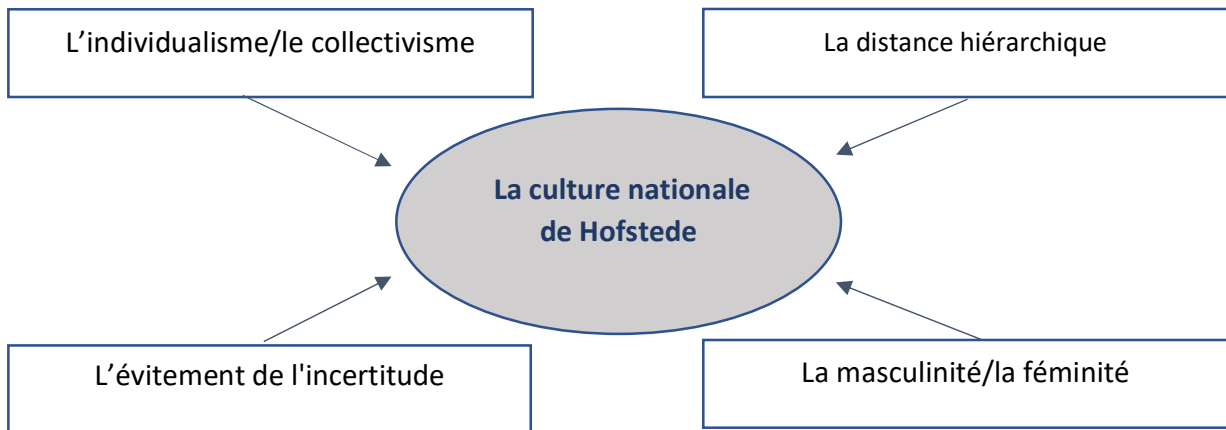 L’individualisme/le collectivisme
La distance hiérarchique
La culture nationale
de Hofstede
L’évitement de l'incertitude
La masculinité/la féminité